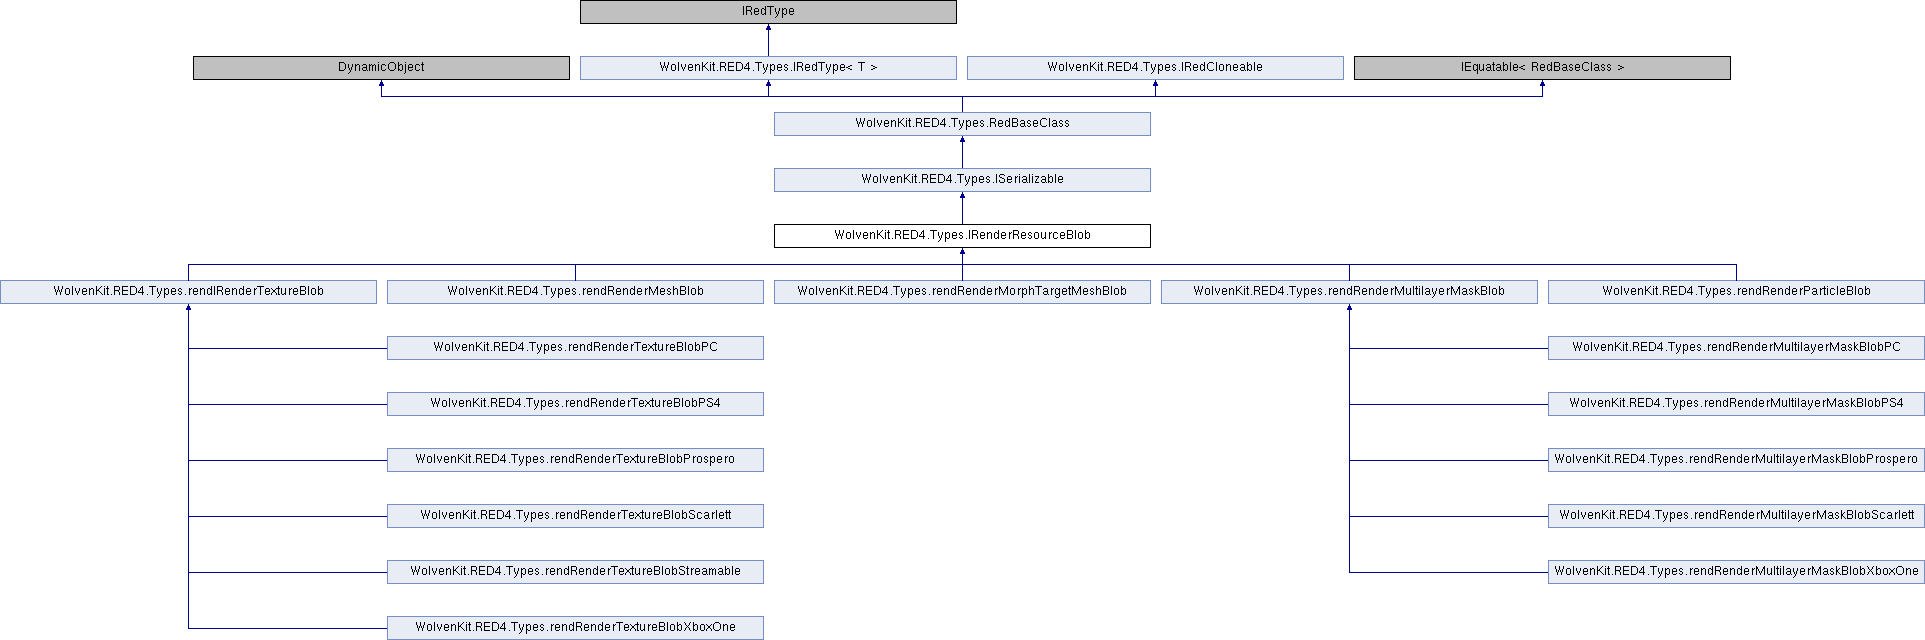 IRedType
DynamicObject
WolvenKit.RED4.Types.IRedType< T >
WolvenKit.RED4.Types.IRedCloneable
IEquatable< RedBaseClass >
WolvenKit.RED4.Types.RedBaseClass
WolvenKit.RED4.Types.ISerializable
WolvenKit.RED4.Types.IRenderResourceBlob
WolvenKit.RED4.Types.rendIRenderTextureBlob
WolvenKit.RED4.Types.rendRenderMeshBlob
WolvenKit.RED4.Types.rendRenderMorphTargetMeshBlob
WolvenKit.RED4.Types.rendRenderMultilayerMaskBlob
WolvenKit.RED4.Types.rendRenderParticleBlob
WolvenKit.RED4.Types.rendRenderTextureBlobPC
WolvenKit.RED4.Types.rendRenderMultilayerMaskBlobPC
WolvenKit.RED4.Types.rendRenderTextureBlobPS4
WolvenKit.RED4.Types.rendRenderMultilayerMaskBlobPS4
WolvenKit.RED4.Types.rendRenderTextureBlobProspero
WolvenKit.RED4.Types.rendRenderMultilayerMaskBlobProspero
WolvenKit.RED4.Types.rendRenderTextureBlobScarlett
WolvenKit.RED4.Types.rendRenderMultilayerMaskBlobScarlett
WolvenKit.RED4.Types.rendRenderTextureBlobStreamable
WolvenKit.RED4.Types.rendRenderMultilayerMaskBlobXboxOne
WolvenKit.RED4.Types.rendRenderTextureBlobXboxOne